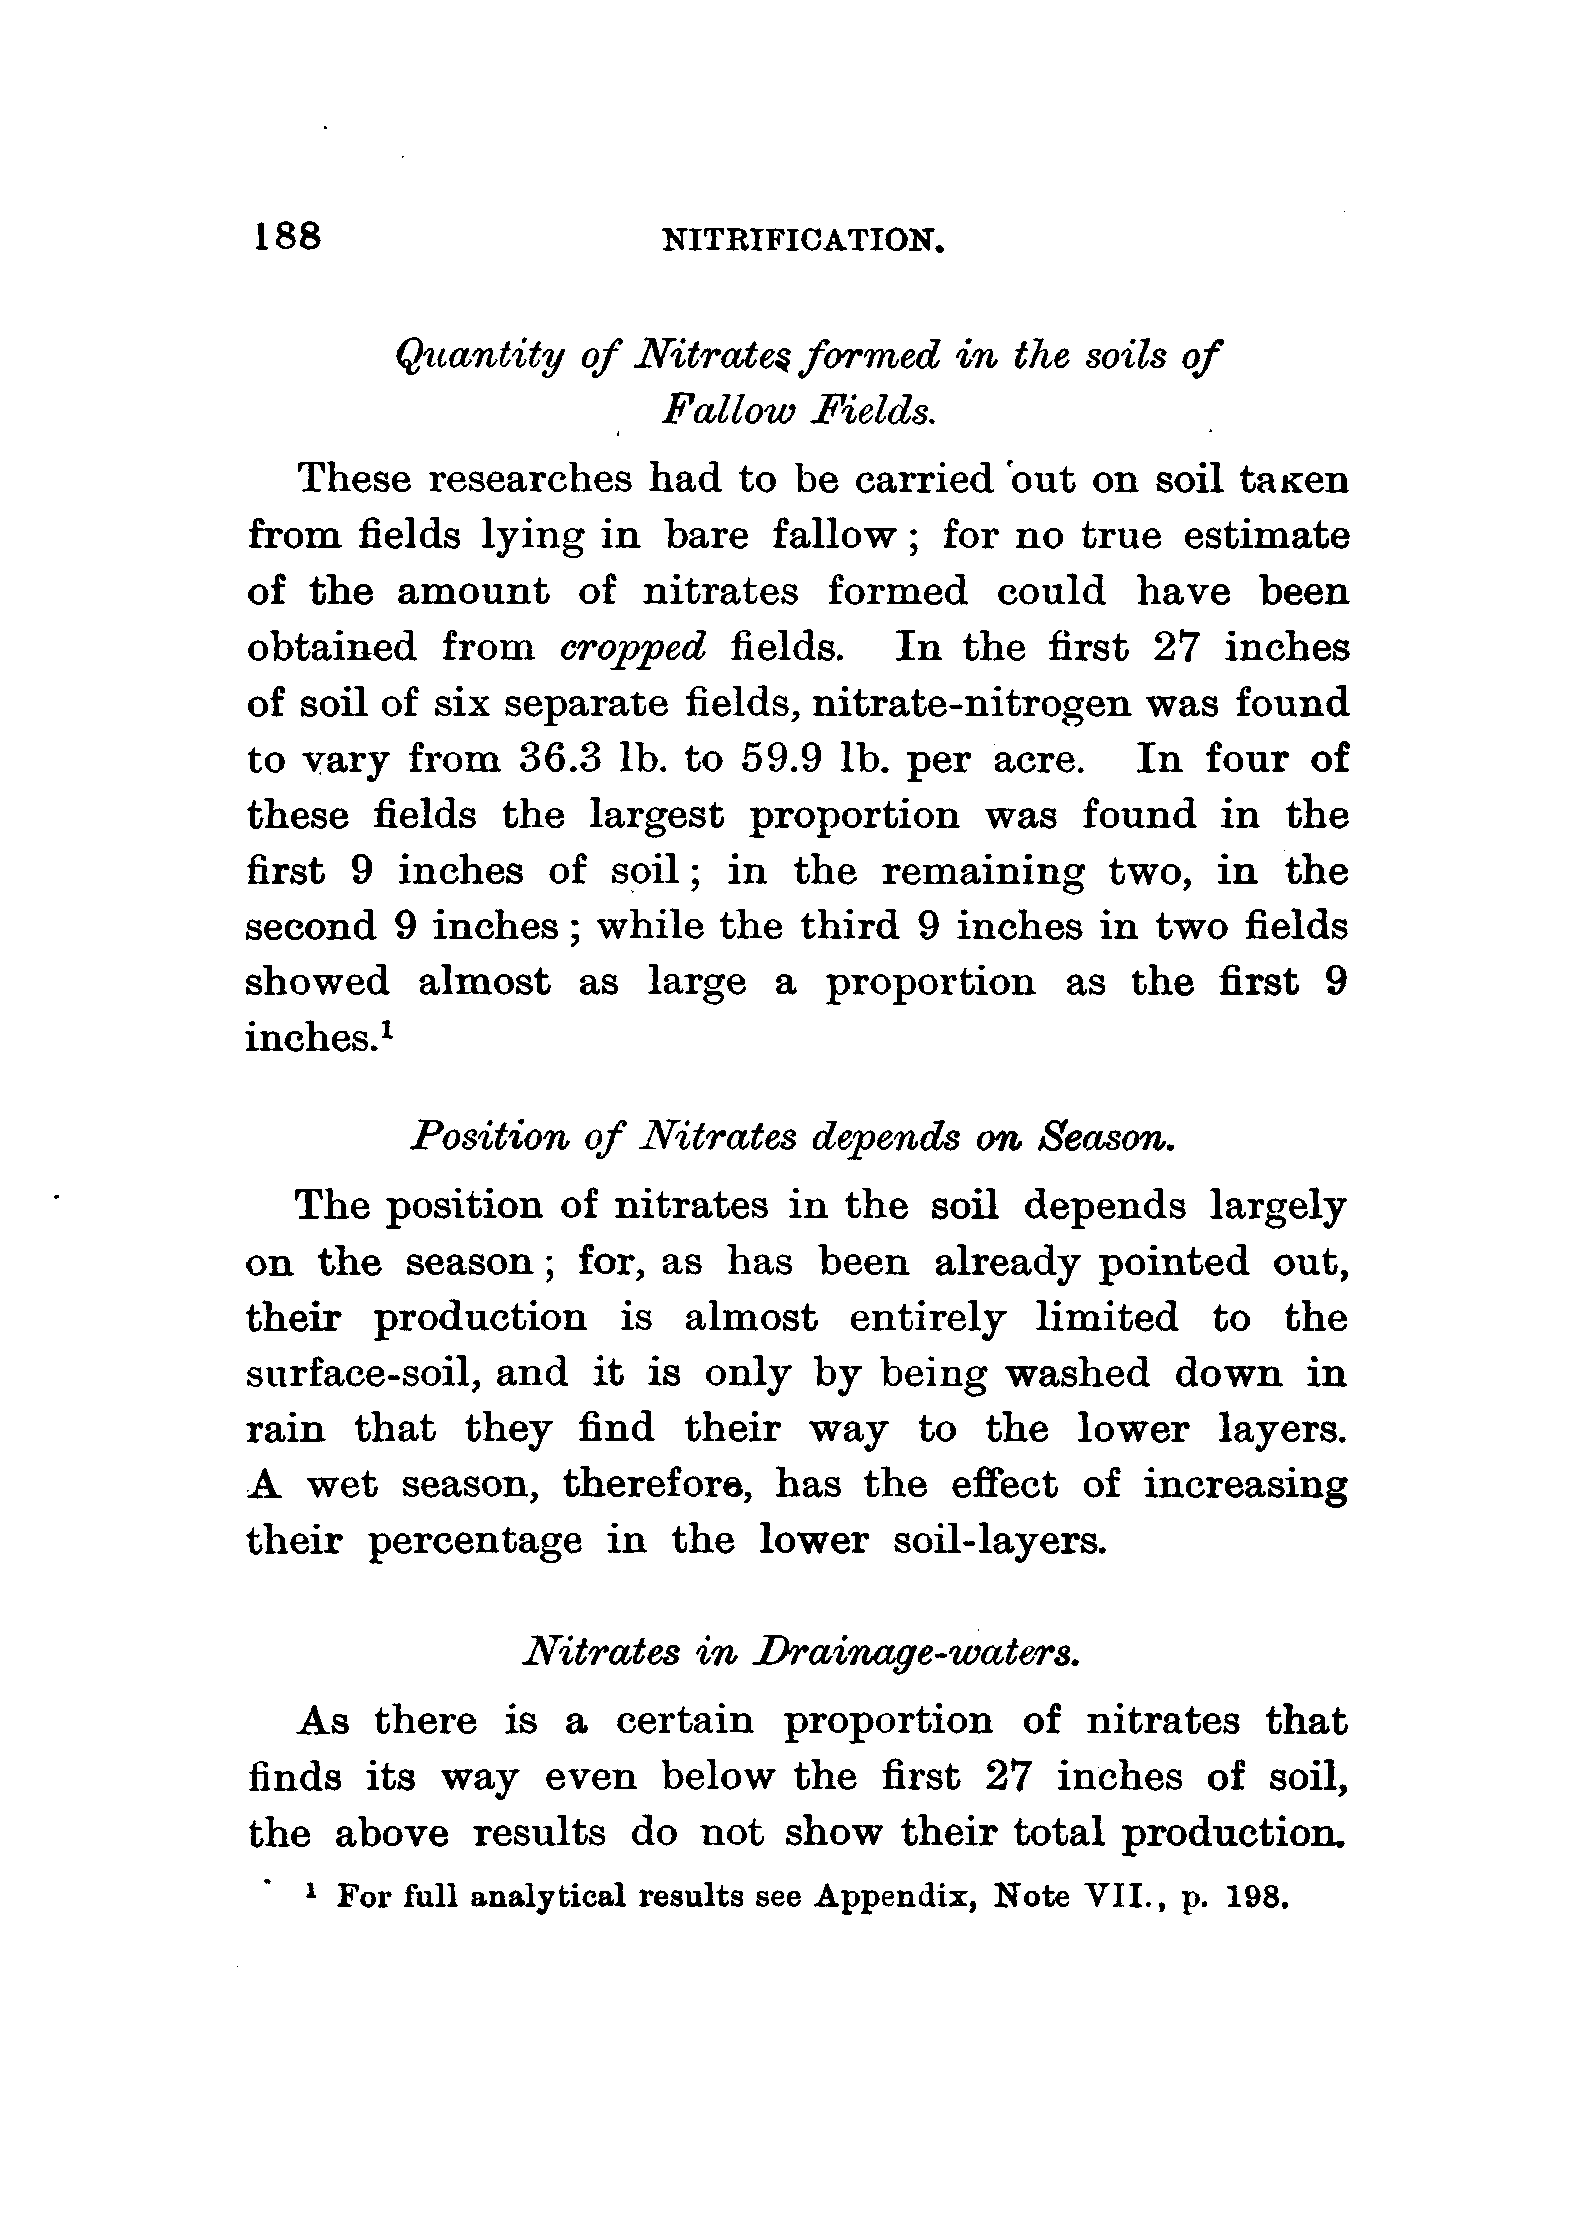 188 NITRIFICATION.
Quantity of Nitrates formed in the soils of
Fallow Fields.
These researches had to be carried out on soil taken
from fields lying in bare fallow; for no true estimate
of the amount of nitrates formed could have been
obtained from cropped fields. In the first 27 inches
of soil of six separate fields, nitrate-nitrogen was found
to vary from 36.3 lb. to 59.9 lb. per acre. In four of
these fields the largest proportion was found in the
first 9 inches of soil; in the remaining two, in the
second 9 inches; while the third 9 inches in two fields
showed almost as large a proportion as the first 9
inches.¹
Position of Nitrates depends on Season.
The position of nitrates in the soil depends largely
on the season; for, as has been already pointed out,
their production is almost entirely limited to the
surface-soil, and it is only by being washed down in
rain that they find their way to the lower layers.
A wet season, therefore, has the effect of increasing
their percentage in the lower soil-layers.
Nitrates in Drainage-waters.
As there is a certain proportion of nitrates that
finds its way even below the first 27 inches of soil,
the above results do not show their total production.
¹ For full analytical results see Appendix, Note VII., p. 198.